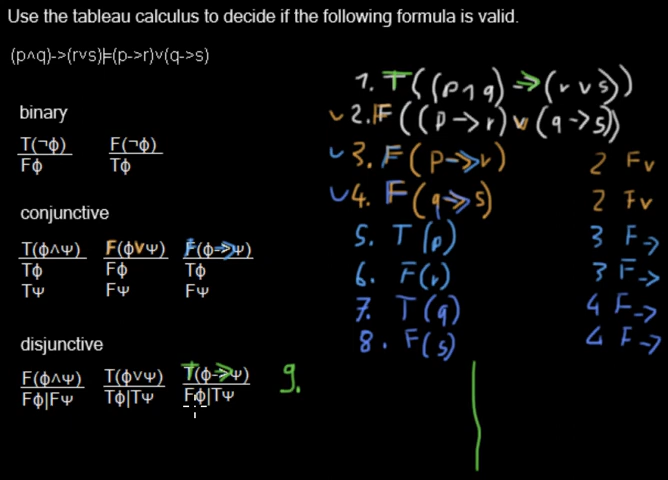 Use the tableau calculus to decide if the following formula is valid.
(p∧q)->(r∨s)⊨(p->r)∨(q->s)
1. T((p∧q)->(r∨s))
binary
2. F((p->r)∨(q->s))
T(¬ϕ) F(¬ϕ)
Fϕ Tϕ
3. F(p->r) 2 F∨
4. F(q->s) 2 F∨
conjunctive
5. T(p) 3 F->
T(ϕ∧ψ) F(ϕ∨ψ) F(ϕ->ψ)
Tϕ Fϕ Tϕ
Tψ Fψ Fψ
6. F(r) 3 F->
7. T(q) 4 F->
8. F(s) 4 F->
disjunctive
F(ϕ∧ψ) T(ϕ∨ψ) T(ϕ->ψ)
Fϕ|Fψ Tϕ|Tψ Fϕ|Tψ
9.